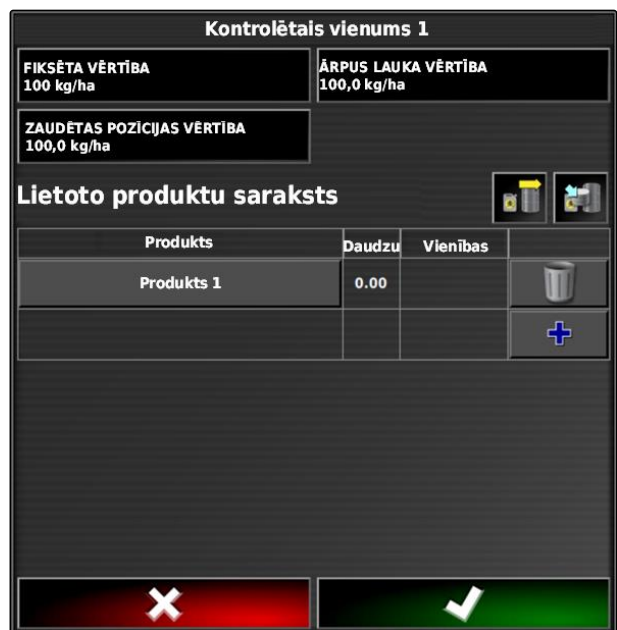 Kontrolētais vienums 1
FIKSĒTA VĒRTĪBA
100 kg/ha
ĀRPUS LAUKA VĒRTĪBA
100,0 kg/ha
ZAUDĒTAS POZĪCIJAS VĒRTĪBA
100,0 kg/ha
Lietoto produktu saraksts
Produkts Daudzu Vienības
Produkts 1 0.00